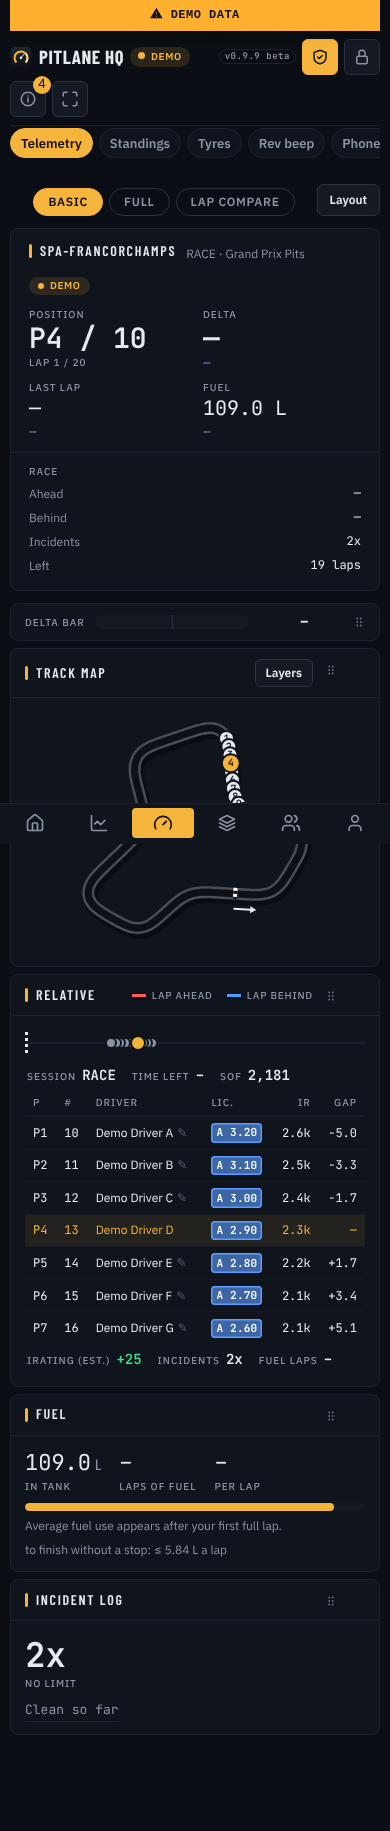 DEMO DATA
PITLANE HQ DEMO v0.9.9 beta
4
Telemetry Standings Tyres Rev beep Phone
BASIC FULL LAP COMPARE Layout
SPA-FRANCORCHAMPS RACE · Grand Prix Pits
DEMO
POSITION DELTA
P4 / 10 —
LAP 1 / 20 —
LAST LAP FUEL
— 109.0 L
— —
RACE
Ahead —
Behind —
Incidents 2x
Left 19 laps
DELTA BAR —
TRACK MAP Layers
4
RELATIVE LAP AHEAD LAP BEHIND
SESSION RACE TIME LEFT – SOF 2,181
P # DRIVER LIC. IR GAP
P1 10 Demo Driver A ✎ A 3.20 2.6k -5.0
P2 11 Demo Driver B ✎ A 3.10 2.5k -3.3
P3 12 Demo Driver C ✎ A 3.00 2.4k -1.7
P4 13 Demo Driver D A 2.90 2.3k —
P5 14 Demo Driver E ✎ A 2.80 2.2k +1.7
P6 15 Demo Driver F ✎ A 2.70 2.1k +3.4
P7 16 Demo Driver G ✎ A 2.60 2.1k +5.1
IRATING (EST.) +25 INCIDENTS 2x FUEL LAPS –
FUEL
109.0 L – –
IN TANK LAPS OF FUEL PER LAP
Average fuel use appears after your first full lap.
to finish without a stop: ≤ 5.84 L a lap
INCIDENT LOG
2x
NO LIMIT
Clean so far